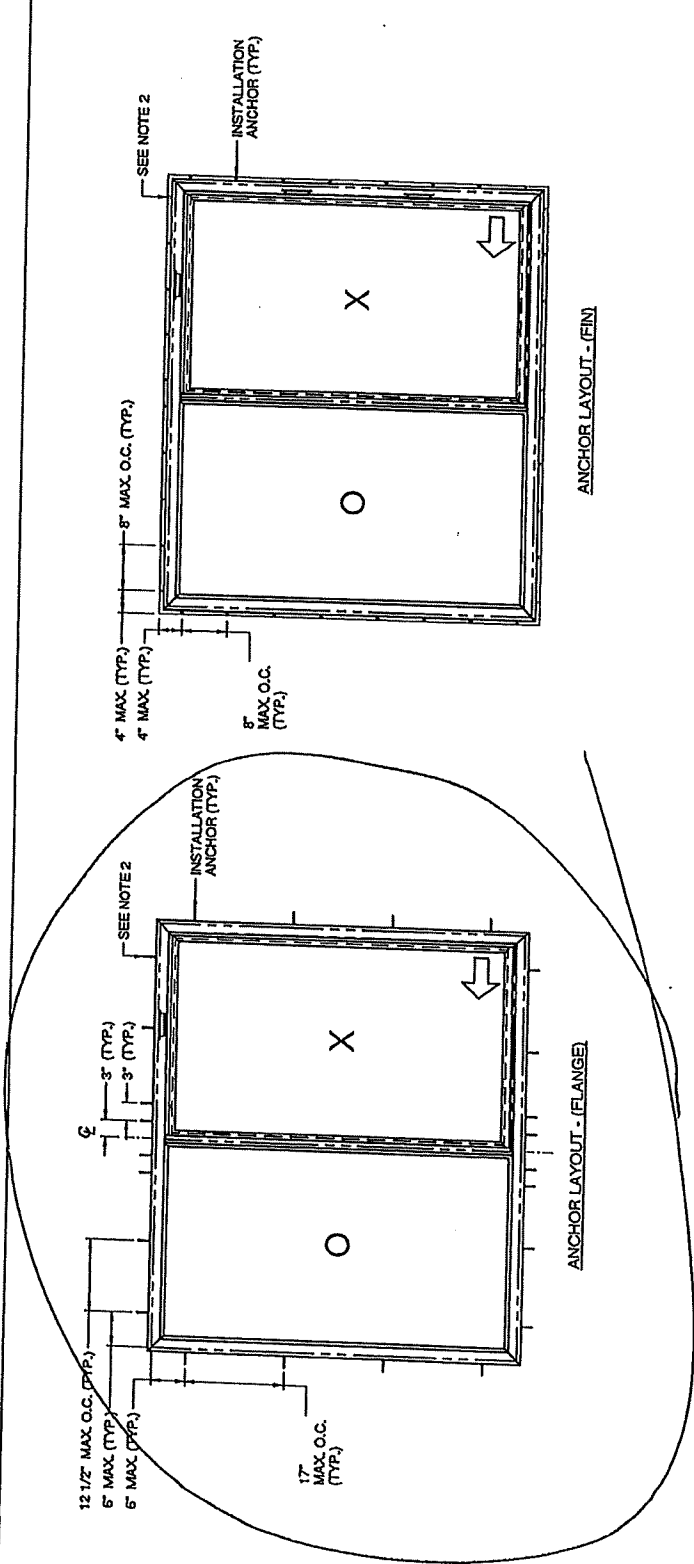 12 1/2" MAX. O.C. (TYP.)
6" MAX. (TYP.)
6" MAX. (TYP.)
17"
MAX. O.C.
(TYP.)
℄
3" (TYP.)
3" (TYP.)
SEE NOTE 2
INSTALLATION
ANCHOR (TYP.)
O
X
ANCHOR LAYOUT - (FLANGE)
4" MAX. (TYP.)
4" MAX. (TYP.)
8" MAX. O.C. (TYP.)
8"
MAX. O.C.
(TYP.)
SEE NOTE 2
INSTALLATION
ANCHOR (TYP.)
O
X
ANCHOR LAYOUT - (FIN)